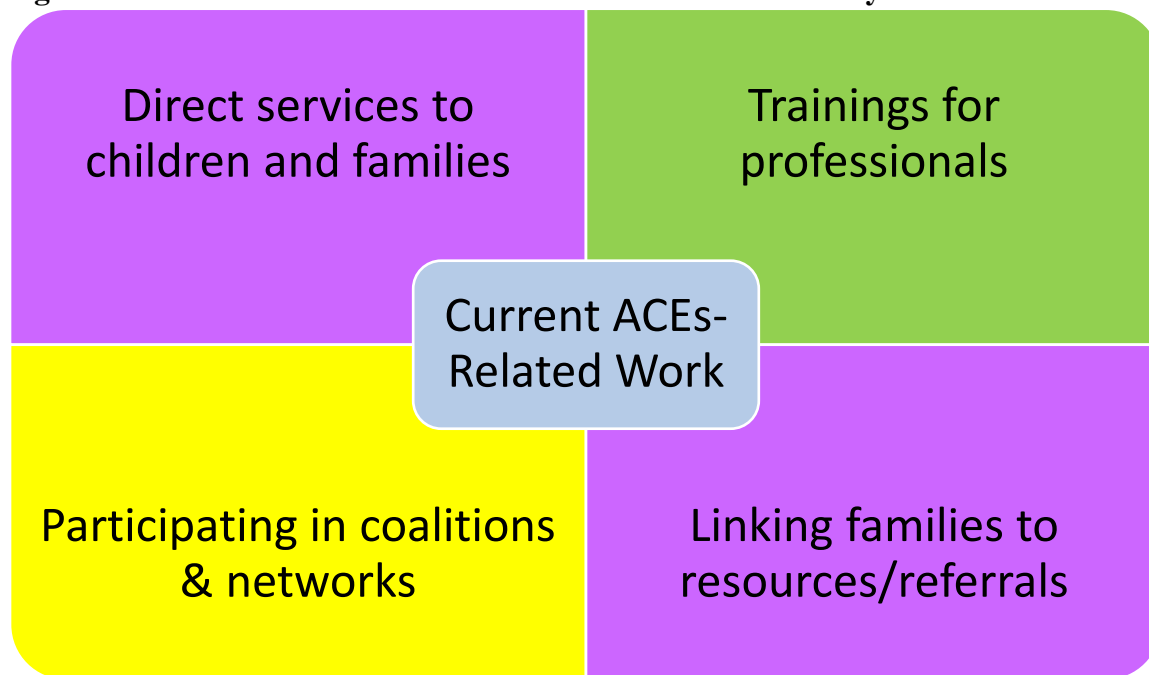 Direct services to
children and families
Trainings for
professionals
Current ACEs-
Related Work
Participating in coalitions
& networks
Linking families to
resources/referrals